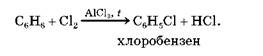 C₆H₆ + Cl₂ AlCl₃, t → C₆H₅Cl + HCl.
хлоробензен